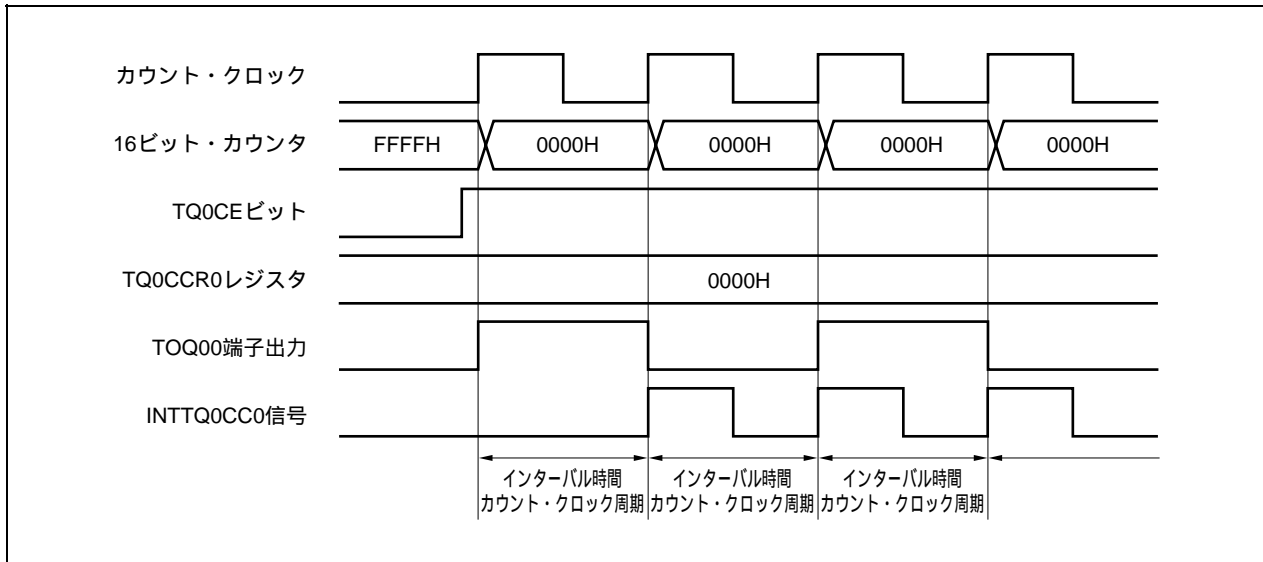 カウント・クロック
16ビット・カウンタ FFFFH 0000H 0000H 0000H 0000H
TQ0CEビット
TQ0CCR0レジスタ 0000H
TOQ00端子出力
INTTQ0CC0信号
インターバル時間 インターバル時間 インターバル時間
カウント・クロック周期 カウント・クロック周期 カウント・クロック周期